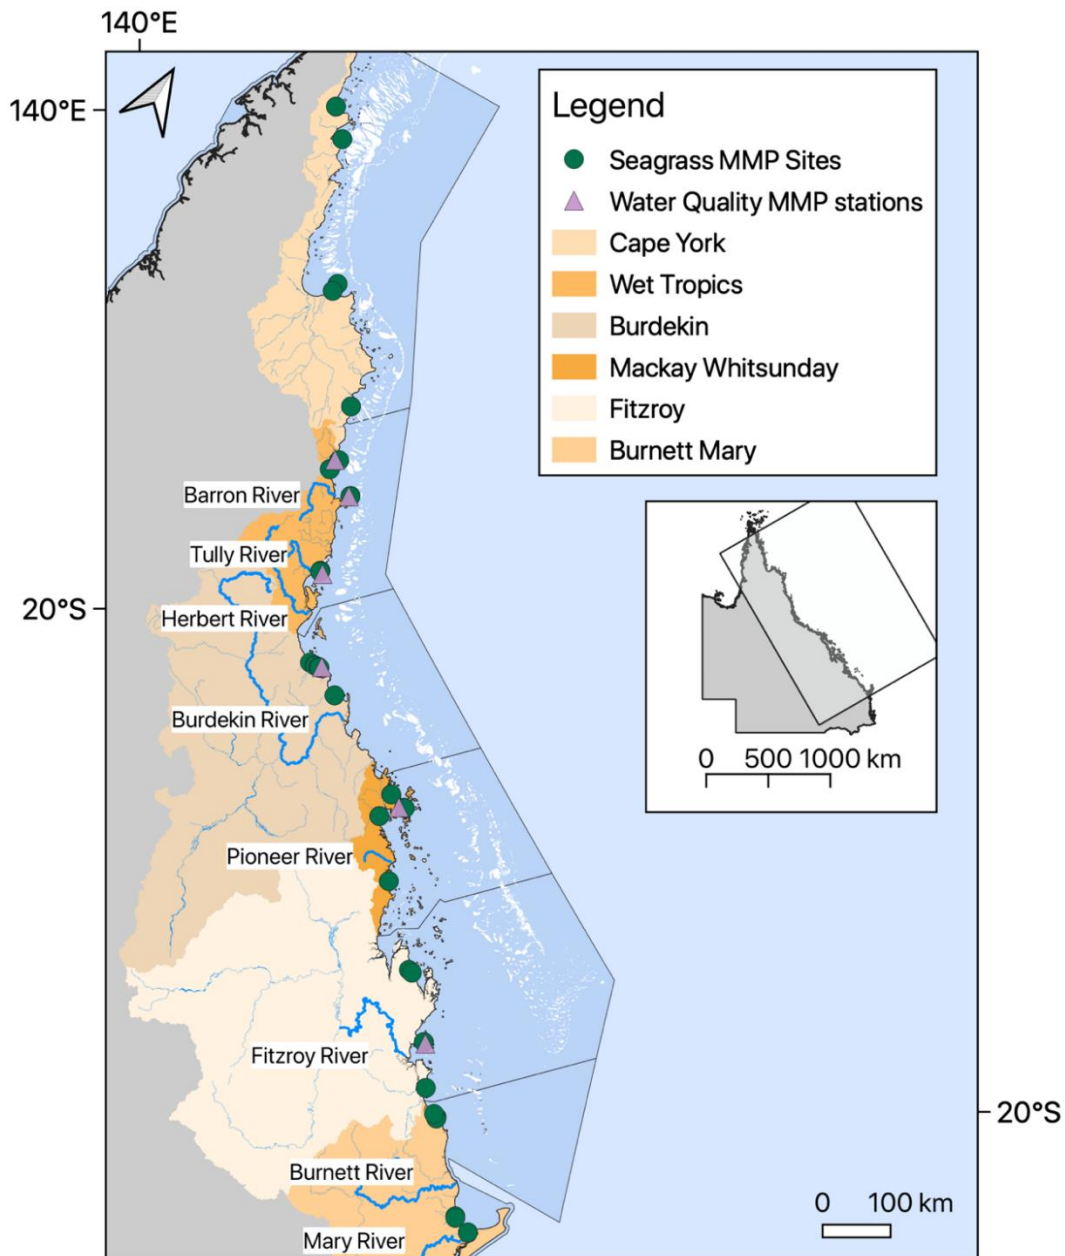 140°E
140°E
Legend
Seagrass MMP Sites
Water Quality MMP stations
Cape York
Wet Tropics
Burdekin
Mackay Whitsunday
Fitzroy
Burnett Mary
Barron River
Tully River
20°S
Herbert River
Burdekin River
0 500 1000 km
Pioneer River
Fitzroy River
20°S
Burnett River
0 100 km
Mary River